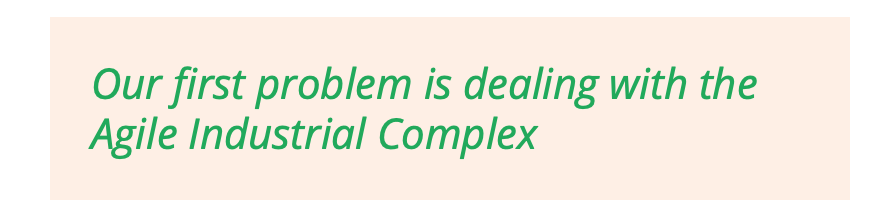 Our first problem is dealing with the
Agile Industrial Complex